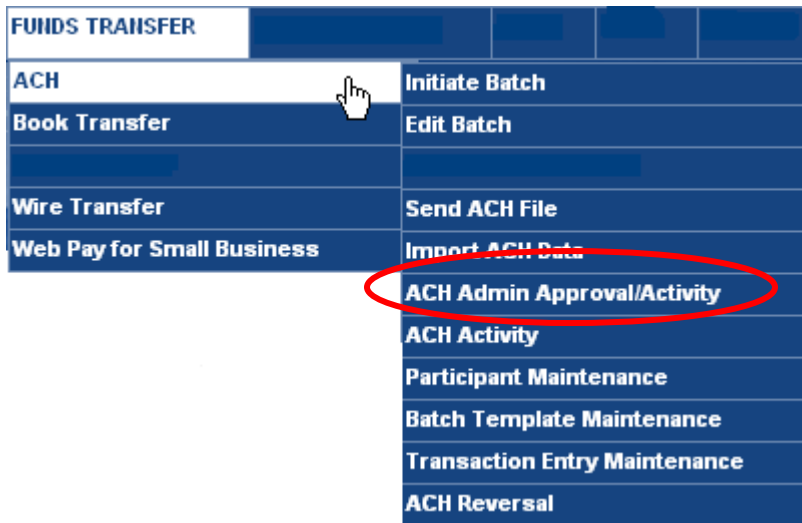 FUNDS TRANSFER
ACH
Book Transfer
Wire Transfer
Web Pay for Small Business
Initiate Batch
Edit Batch
Send ACH File
Import ACH Data
ACH Admin Approval/Activity
ACH Activity
Participant Maintenance
Batch Template Maintenance
Transaction Entry Maintenance
ACH Reversal